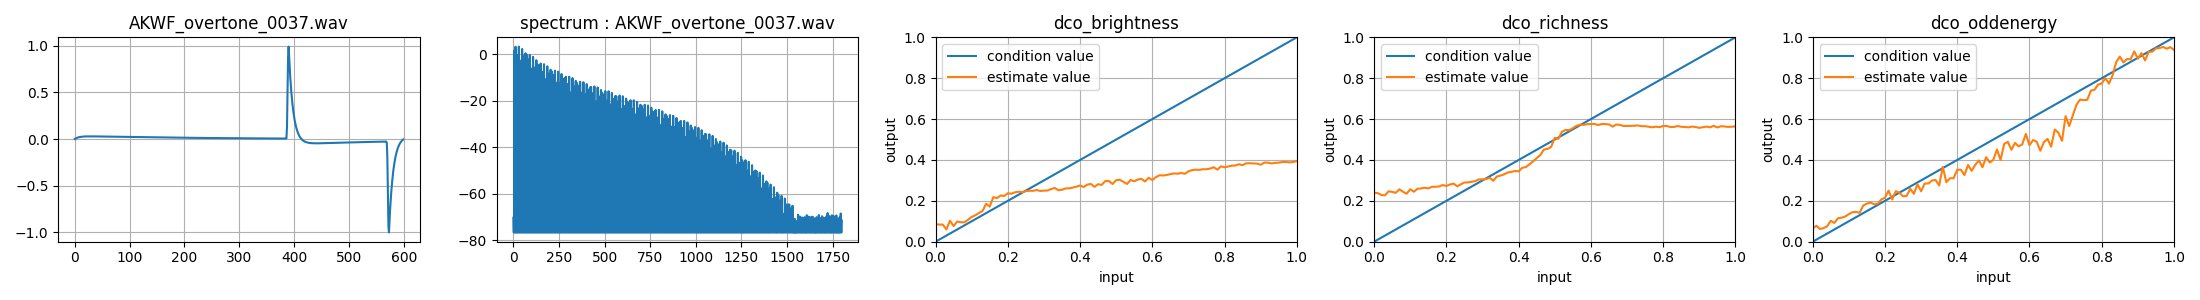 AKWF_overtone_0037.wav
1.0
0.5
0.0
−0.5
−1.0
0 100 200 300 400 500 600
spectrum : AKWF_overtone_0037.wav
0
−20
−40
−60
−80
0 250 500 750 1000 1250 1500 1750
dco_brightness
condition value
estimate value
output
1.0
0.8
0.6
0.4
0.2
0.0
0.0 0.2 0.4 0.6 0.8 1.0
input
dco_richness
condition value
estimate value
output
1.0
0.8
0.6
0.4
0.2
0.0
0.0 0.2 0.4 0.6 0.8 1.0
input
dco_oddenergy
condition value
estimate value
output
1.0
0.8
0.6
0.4
0.2
0.0
0.0 0.2 0.4 0.6 0.8 1.0
input